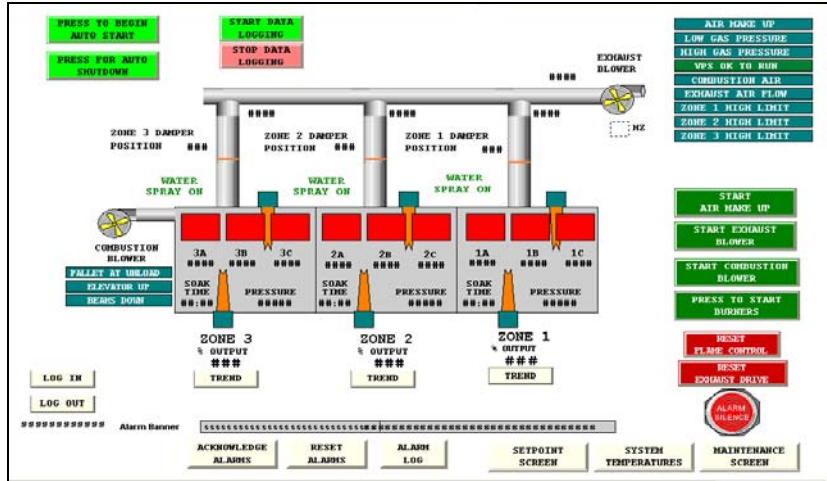 PRESS TO BEGIN
AUTO START
START DATA
LOGGING
AIR MAKE UP
LOW GAS PRESSURE
HIGH GAS PRESSURE
VPS OK TO RUN
COMBUSTION AIR
EXHAUST AIR FLOW
ZONE 1 HIGH LIMIT
ZONE 2 HIGH LIMIT
ZONE 3 HIGH LIMIT
PRESS FOR AUTO
SHUTDOWN
STOP DATA
LOGGING
EXHAUST
BLOWER
####
####
####
####
HZ
ZONE 3 DAMPER
POSITION ###
ZONE 2 DAMPER
POSITION ###
ZONE 1 DAMPER
POSITION ###
WATER
SPRAY ON
WATER
SPRAY ON
WATER
SPRAY ON
START
AIR MAKE UP
START EXHAUST
BLOWER
START COMBUSTION
BLOWER
PRESS TO START
BURNERS
COMBUSTION
BLOWER
3A 3B 3C
#### #### ####
2A 2B 2C
#### #### ####
1A 1B 1C
#### #### ####
PALLET AT UNLOAD
ELEVATOR UP
BEAMS DOWN
SOAK
TIME
##:##
PRESSURE
#####
SOAK
TIME
##:##
PRESSURE
#####
SOAK
TIME
##:##
PRESSURE
#####
ZONE 3
% OUTPUT
###
TREND
ZONE 2
% OUTPUT
###
TREND
ZONE 1
% OUTPUT
###
TREND
RESET
FLAME CONTROL
RESET
EXHAUST DRIVE
ALARM
SILENCE
LOG IN
LOG OUT
Alarm Banner
ACKNOWLEDGE
ALARMS
RESET
ALARMS
ALARM
LOG
SETPOINT
SCREEN
SYSTEM
TEMPERATURES
MAINTENANCE
SCREEN